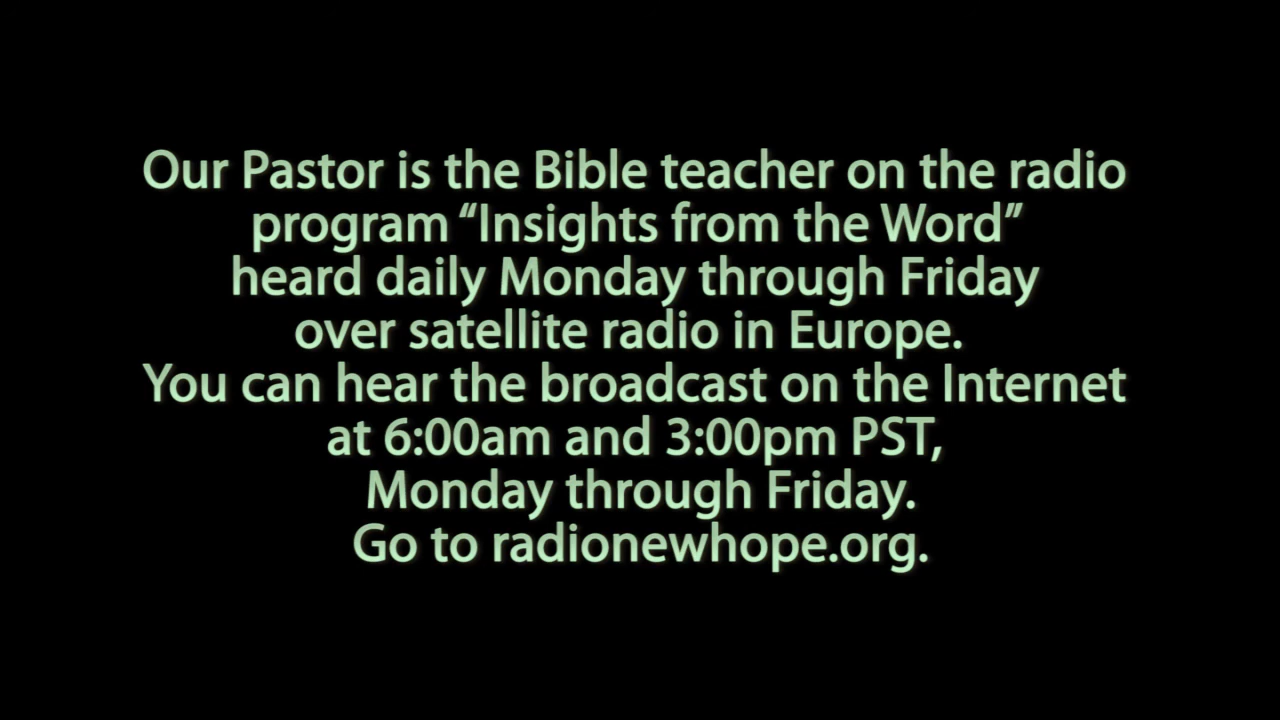 Our Pastor is the Bible teacher on the radio
program “Insights from the Word”
heard daily Monday through Friday
over satellite radio in Europe.
You can hear the broadcast on the Internet
at 6:00am and 3:00pm PST,
Monday through Friday.
Go to radionewhope.org.